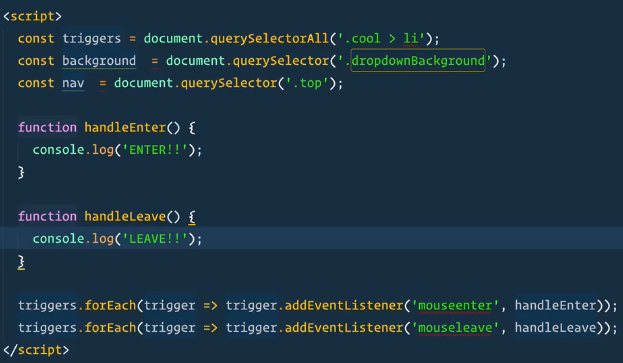 <script>
const triggers = document.querySelectorAll('.cool > li');
const background  = document.querySelector('.dropdownBackground');
const nav  = document.querySelector('.top');
function handleEnter() {
console.log('ENTER!!');
}
function handleLeave() {
console.log('LEAVE!!');
}
triggers.forEach(trigger => trigger.addEventListener('mouseenter', handleEnter));
triggers.forEach(trigger => trigger.addEventListener('mouseleave', handleLeave));
</script>